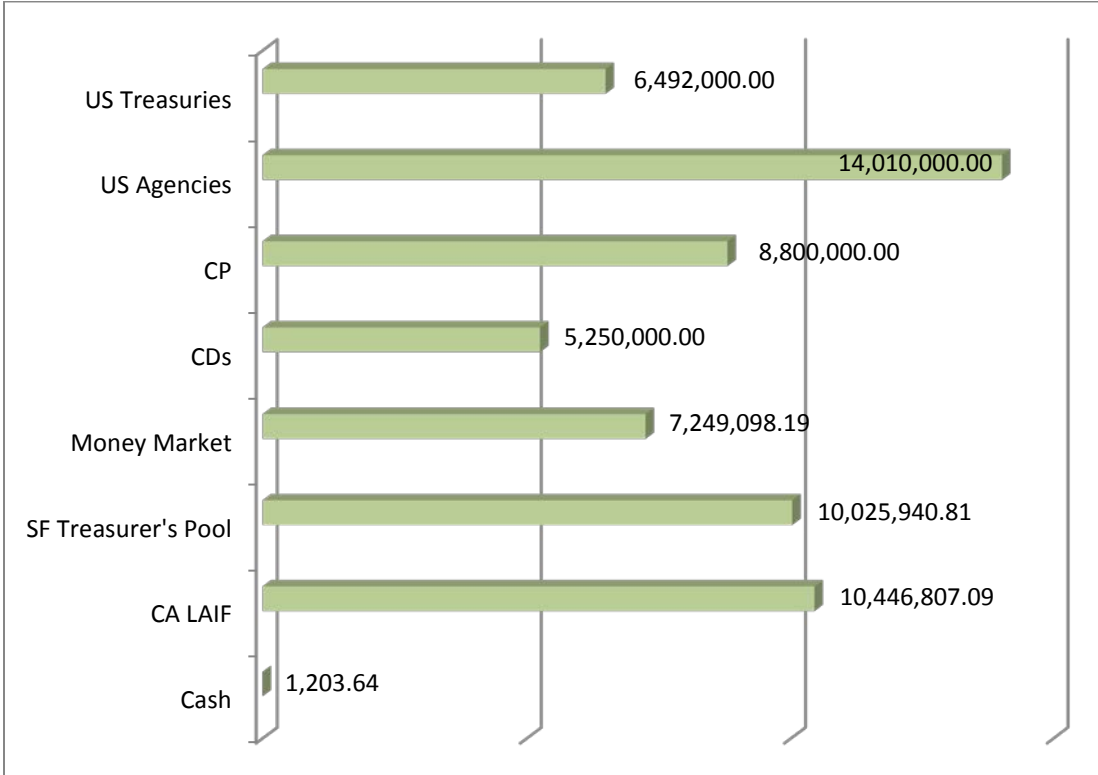 US Treasuries 6,492,000.00
US Agencies 14,010,000.00
CP 8,800,000.00
CDs 5,250,000.00
Money Market 7,249,098.19
SF Treasurer's Pool 10,025,940.81
CA LAIF 10,446,807.09
Cash 1,203.64